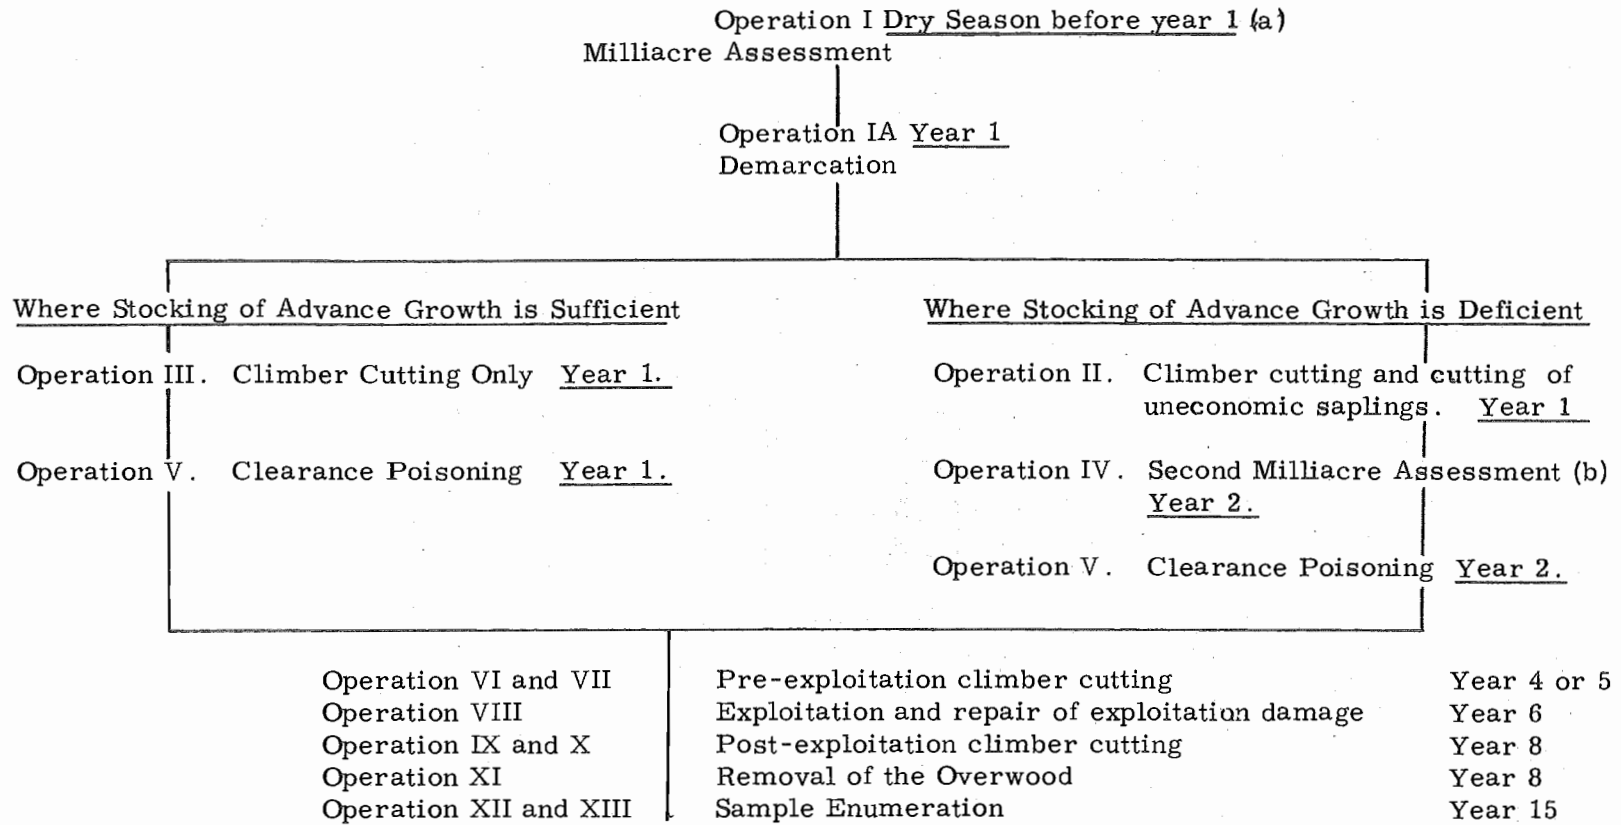 Operation I Dry Season before year 1 (a)
Milliacre Assessment
Operation IA Year 1
Demarcation
Where Stocking of Advance Growth is Sufficient
Operation III. Climber Cutting Only Year 1.
Operation V. Clearance Poisoning Year 1.
Where Stocking of Advance Growth is Deficient
Operation II. Climber cutting and cutting of
uneconomic saplings. Year 1
Operation IV. Second Milliacre Assessment (b)
Year 2.
Operation V. Clearance Poisoning Year 2.
Operation VI and VII Pre-exploitation climber cutting Year 4 or 5
Operation VIII Exploitation and repair of exploitation damage Year 6
Operation IX and X Post-exploitation climber cutting Year 8
Operation XI Removal of the Overwood Year 8
Operation XII and XIII Sample Enumeration Year 15